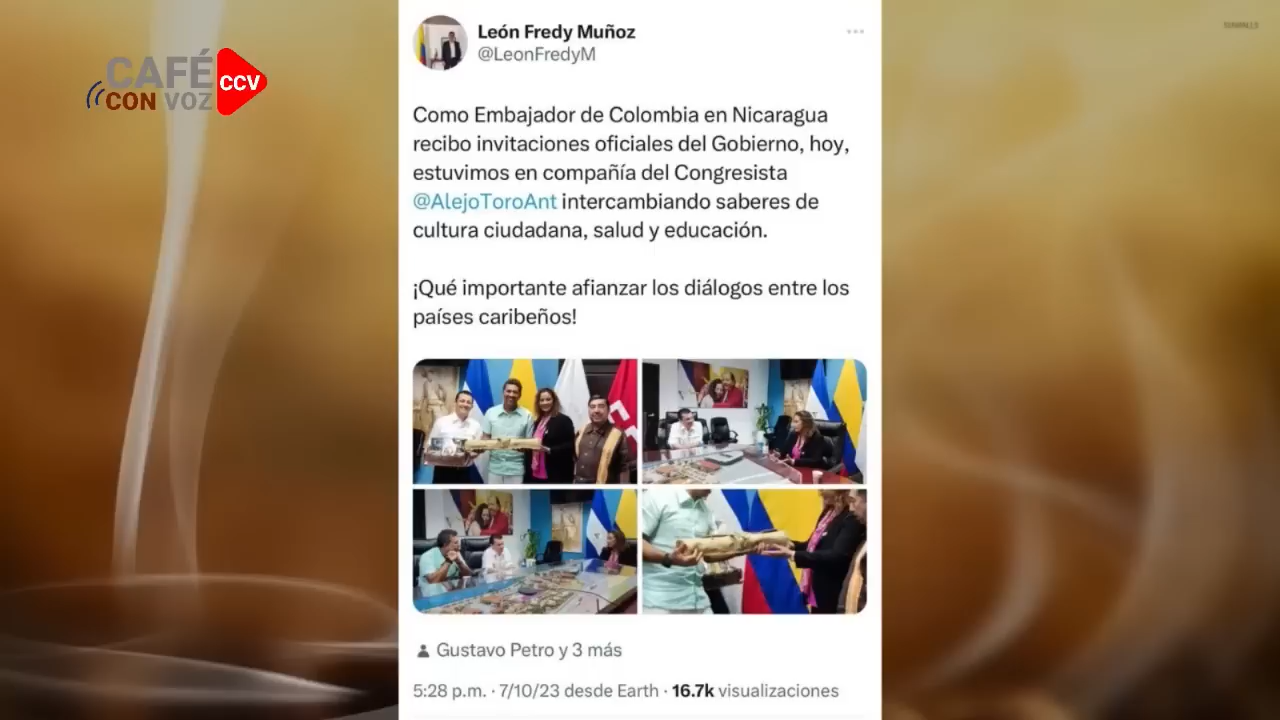 CAFÉ
CON VOZ
CCV
León Fredy Muñoz
@LeonFredyM
Como Embajador de Colombia en Nicaragua
recibo invitaciones oficiales del Gobierno, hoy,
estuvimos en compañía del Congresista
@AlejoToroAnt intercambiando saberes de
cultura ciudadana, salud y educación.
¡Qué importante afianzar los diálogos entre los
países caribeños!
Gustavo Petro y 3 más
5:28 p.m. · 7/10/23 desde Earth · 16.7k visualizaciones